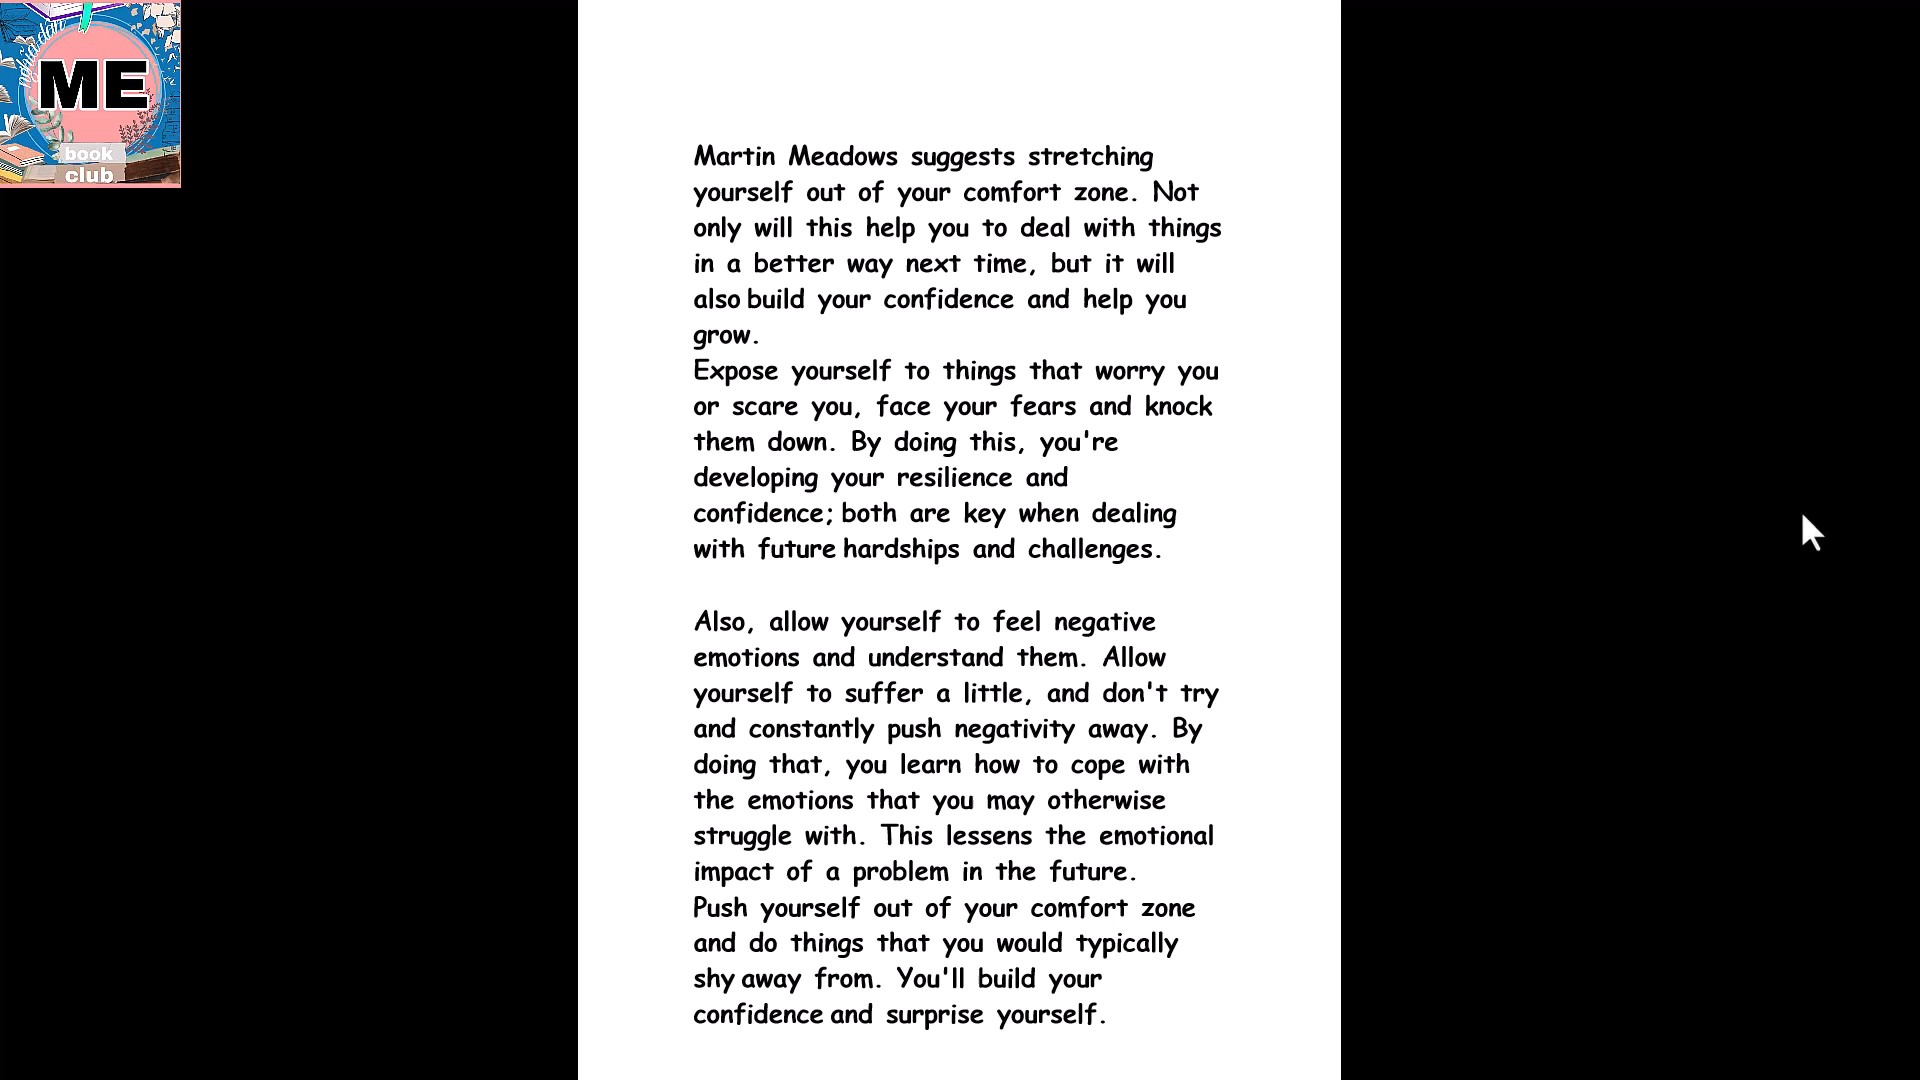 ME
book
club
Martin Meadows suggests stretching
yourself out of your comfort zone. Not
only will this help you to deal with things
in a better way next time, but it will
also build your confidence and help you
grow.
Expose yourself to things that worry you
or scare you, face your fears and knock
them down. By doing this, you're
developing your resilience and
confidence; both are key when dealing
with future hardships and challenges.
Also, allow yourself to feel negative
emotions and understand them. Allow
yourself to suffer a little, and don't try
and constantly push negativity away. By
doing that, you learn how to cope with
the emotions that you may otherwise
struggle with. This lessens the emotional
impact of a problem in the future.
Push yourself out of your comfort zone
and do things that you would typically
shy away from. You'll build your
confidence and surprise yourself.